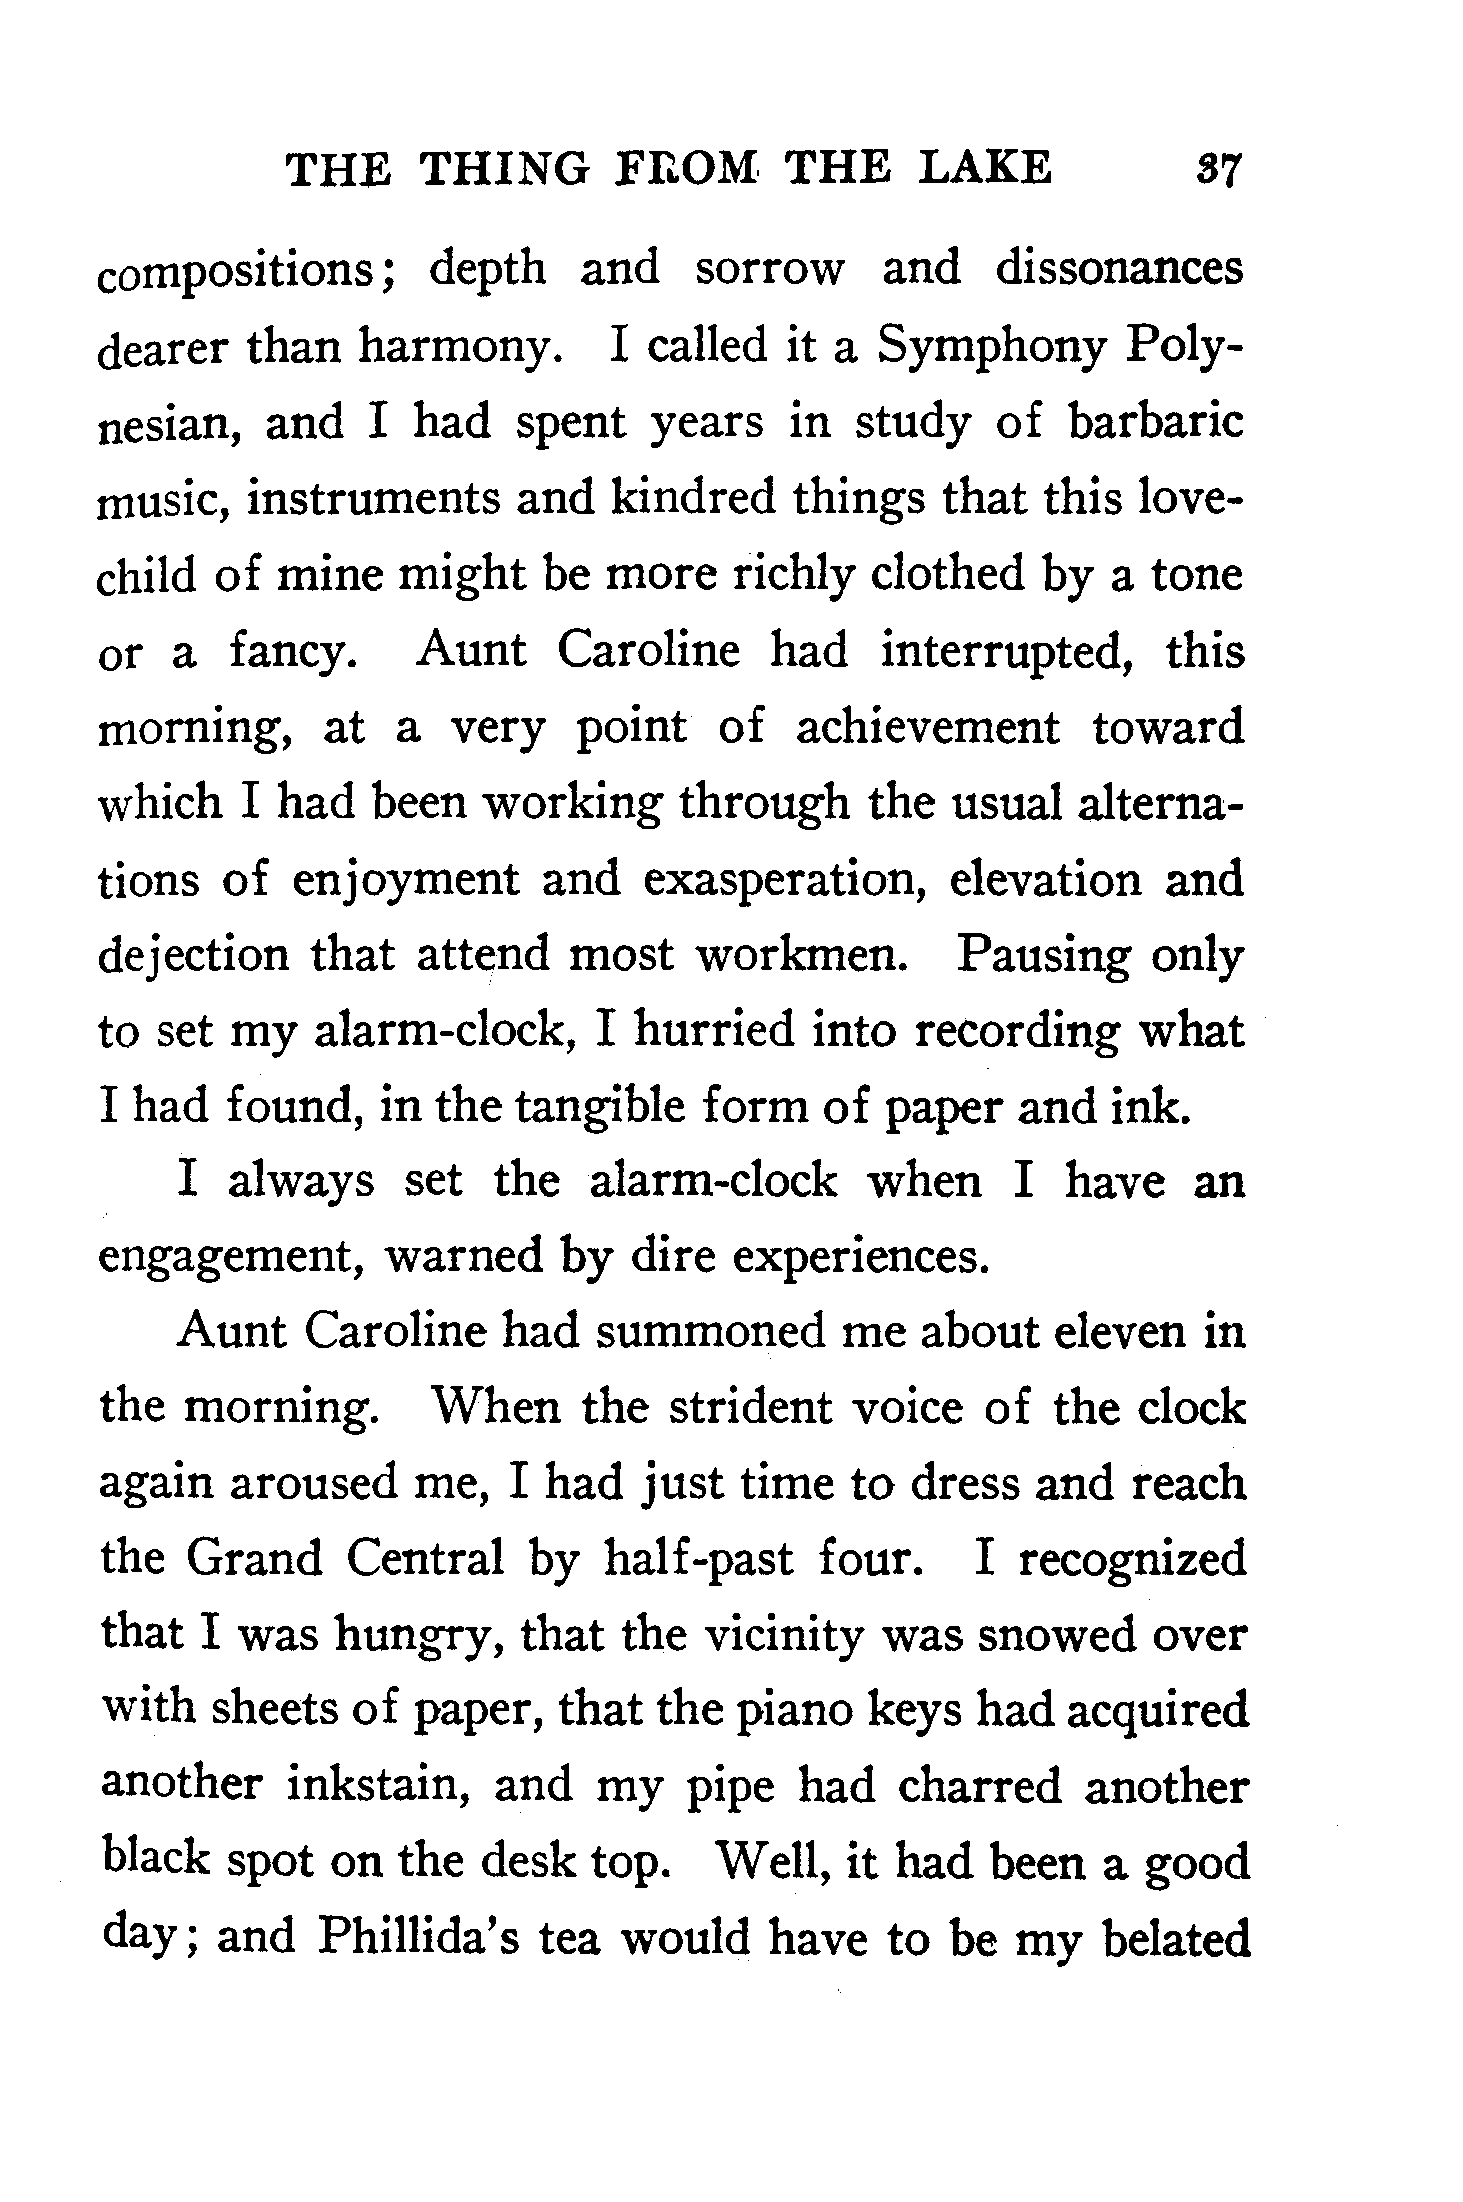 THE THING FROM THE LAKE 37
compositions; depth and sorrow and dissonances
dearer than harmony. I called it a Symphony Poly-
nesian, and I had spent years in study of barbaric
music, instruments and kindred things that this love-
child of mine might be more richly clothed by a tone
or a fancy. Aunt Caroline had interrupted, this
morning, at a very point of achievement toward
which I had been working through the usual alterna-
tions of enjoyment and exasperation, elevation and
dejection that attend most workmen. Pausing only
to set my alarm-clock, I hurried into recording what
I had found, in the tangible form of paper and ink.
I always set the alarm-clock when I have an
engagement, warned by dire experiences.
Aunt Caroline had summoned me about eleven in
the morning. When the strident voice of the clock
again aroused me, I had just time to dress and reach
the Grand Central by half-past four. I recognized
that I was hungry, that the vicinity was snowed over
with sheets of paper, that the piano keys had acquired
another inkstain, and my pipe had charred another
black spot on the desk top. Well, it had been a good
day; and Phillida's tea would have to be my belated